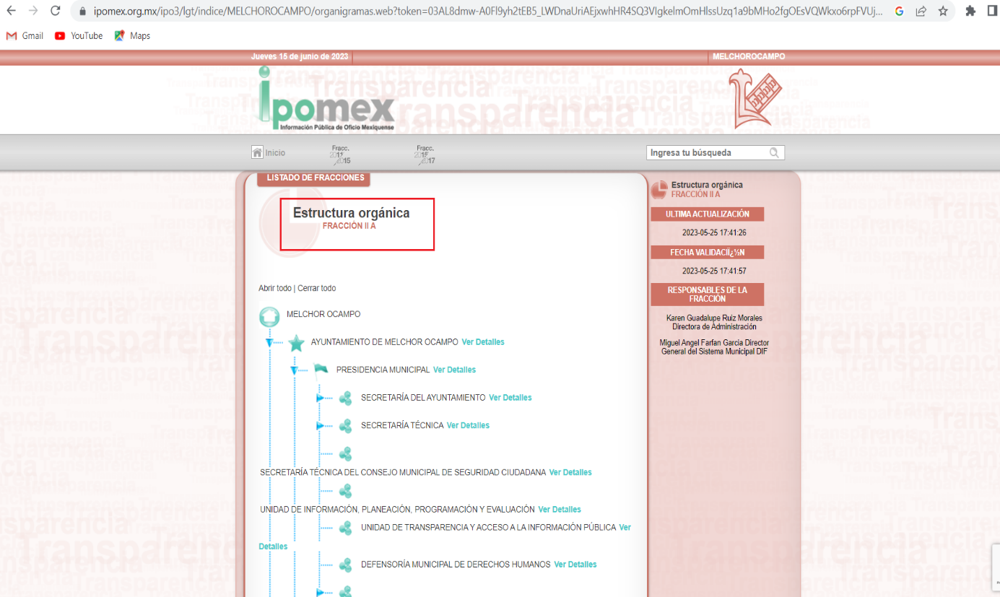 ipomex.org.mx/ipo3/lgt/indice/MELCHOROCAMPO/organigramas.web?token=03AL8dmw-A0Fl9yh2tEB5_LWDnaUriAEjxwhHR4SQ3VIgkelmOmHlssUzq1a9bMHo2fgOEsVQWkxo6rpFVUj...
Gmail YouTube Maps
Jueves 15 de junio de 2023 MELCHOROCAMPO
Transparencia
ipomex
Información Pública de Oficio Mexiquense
Inicio
Fracc.
2011
2015
Fracc.
2015
2017
Ingresa tu búsqueda
LISTADO DE FRACCIONES
Estructura orgánica
FRACCIÓN II A
Abrir todo | Cerrar todo
MELCHOR OCAMPO
AYUNTAMIENTO DE MELCHOR OCAMPO Ver Detalles
PRESIDENCIA MUNICIPAL Ver Detalles
SECRETARÍA DEL AYUNTAMIENTO Ver Detalles
SECRETARÍA TÉCNICA Ver Detalles
SECRETARÍA TÉCNICA DEL CONSEJO MUNICIPAL DE SEGURIDAD CIUDADANA Ver Detalles
UNIDAD DE INFORMACIÓN, PLANEACIÓN, PROGRAMACIÓN Y EVALUACIÓN Ver Detalles
UNIDAD DE TRANSPARENCIA Y ACCESO A LA INFORMACIÓN PÚBLICA Ver
Detalles
DEFENSORÍA MUNICIPAL DE DERECHOS HUMANOS Ver Detalles
Estructura orgánica
FRACCIÓN II A
ULTIMA ACTUALIZACIÓN
2023-05-25 17:41:26
FECHA VALIDACIÏ¿½N
2023-05-25 17:41:57
RESPONSABLES DE LA
FRACCIÓN
Karen Guadalupe Ruiz Morales
Directora de Administración
Miguel Angel Farfan Garcia Director
General del Sistema Municipal DIF